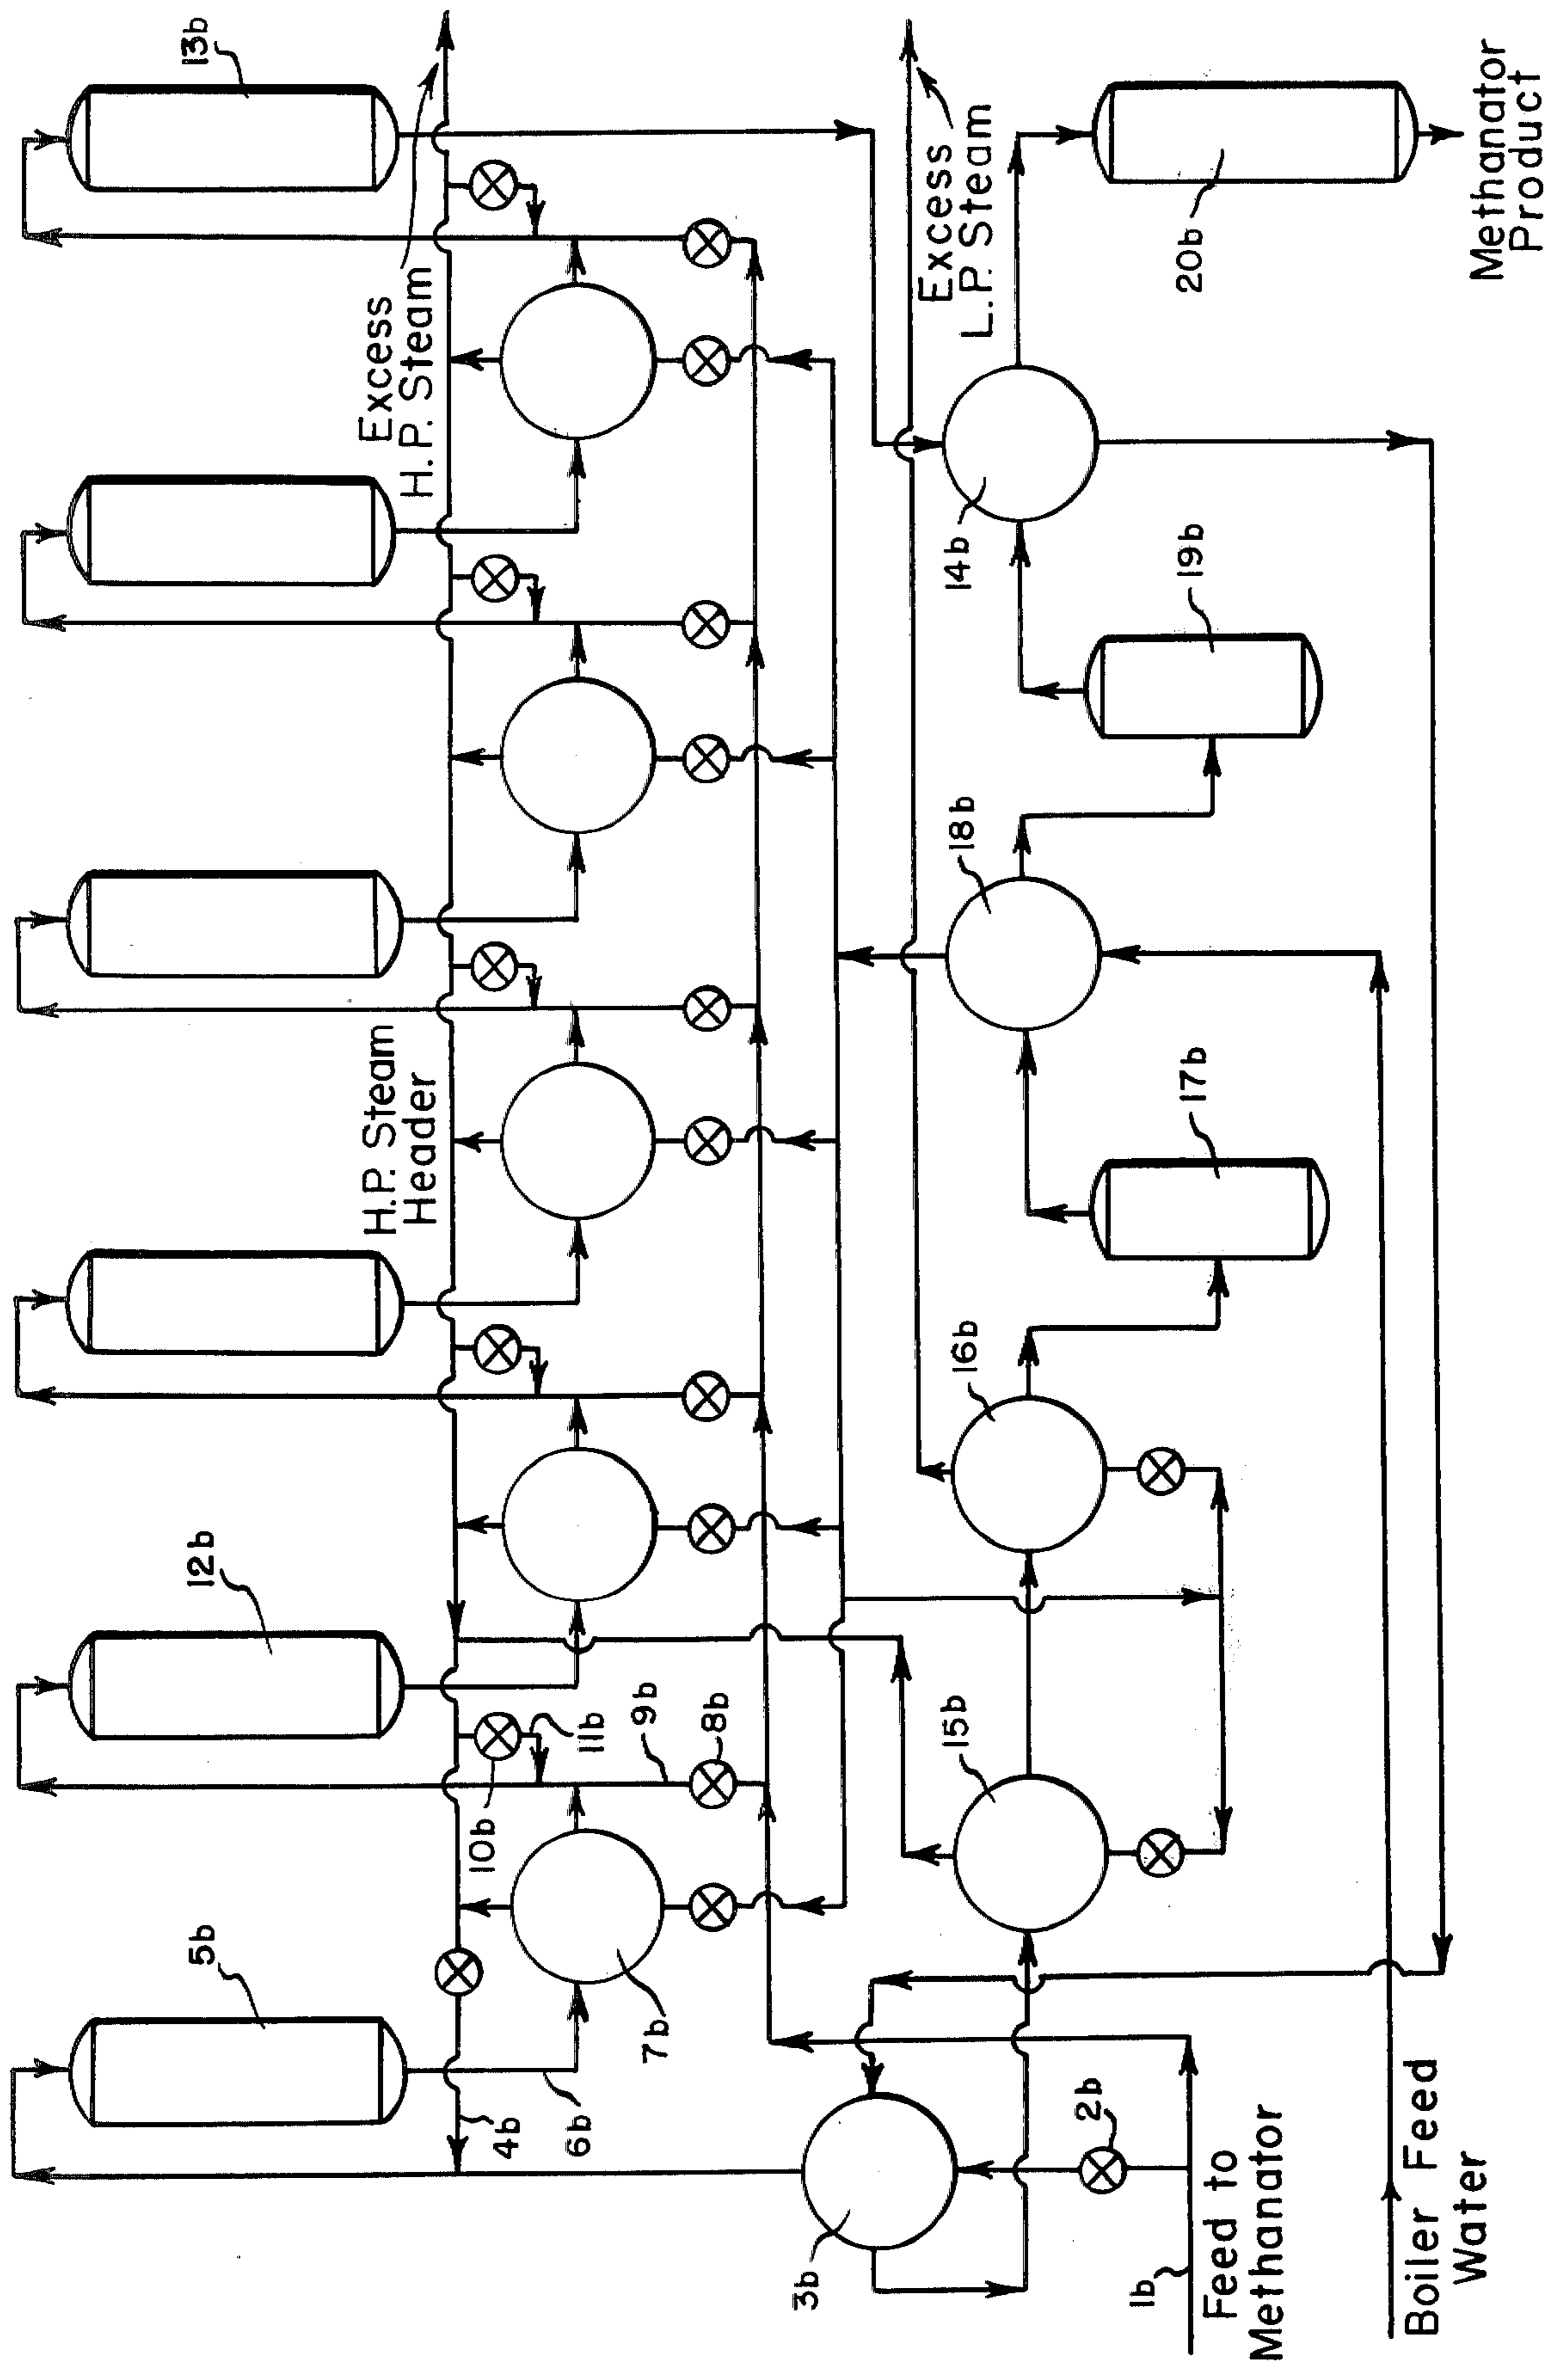 13b
Excess
H.P. Steam
Excess
L.P. Steam
20b
Methanator
Product
14b
19b
18b
H.P. Steam
Header
17b
16b
12b
11b
9b
8b
10b
15b
5b
7b
4b
6b
2b
3b
1b
Feed to
Methanator
Boiler Feed
Water